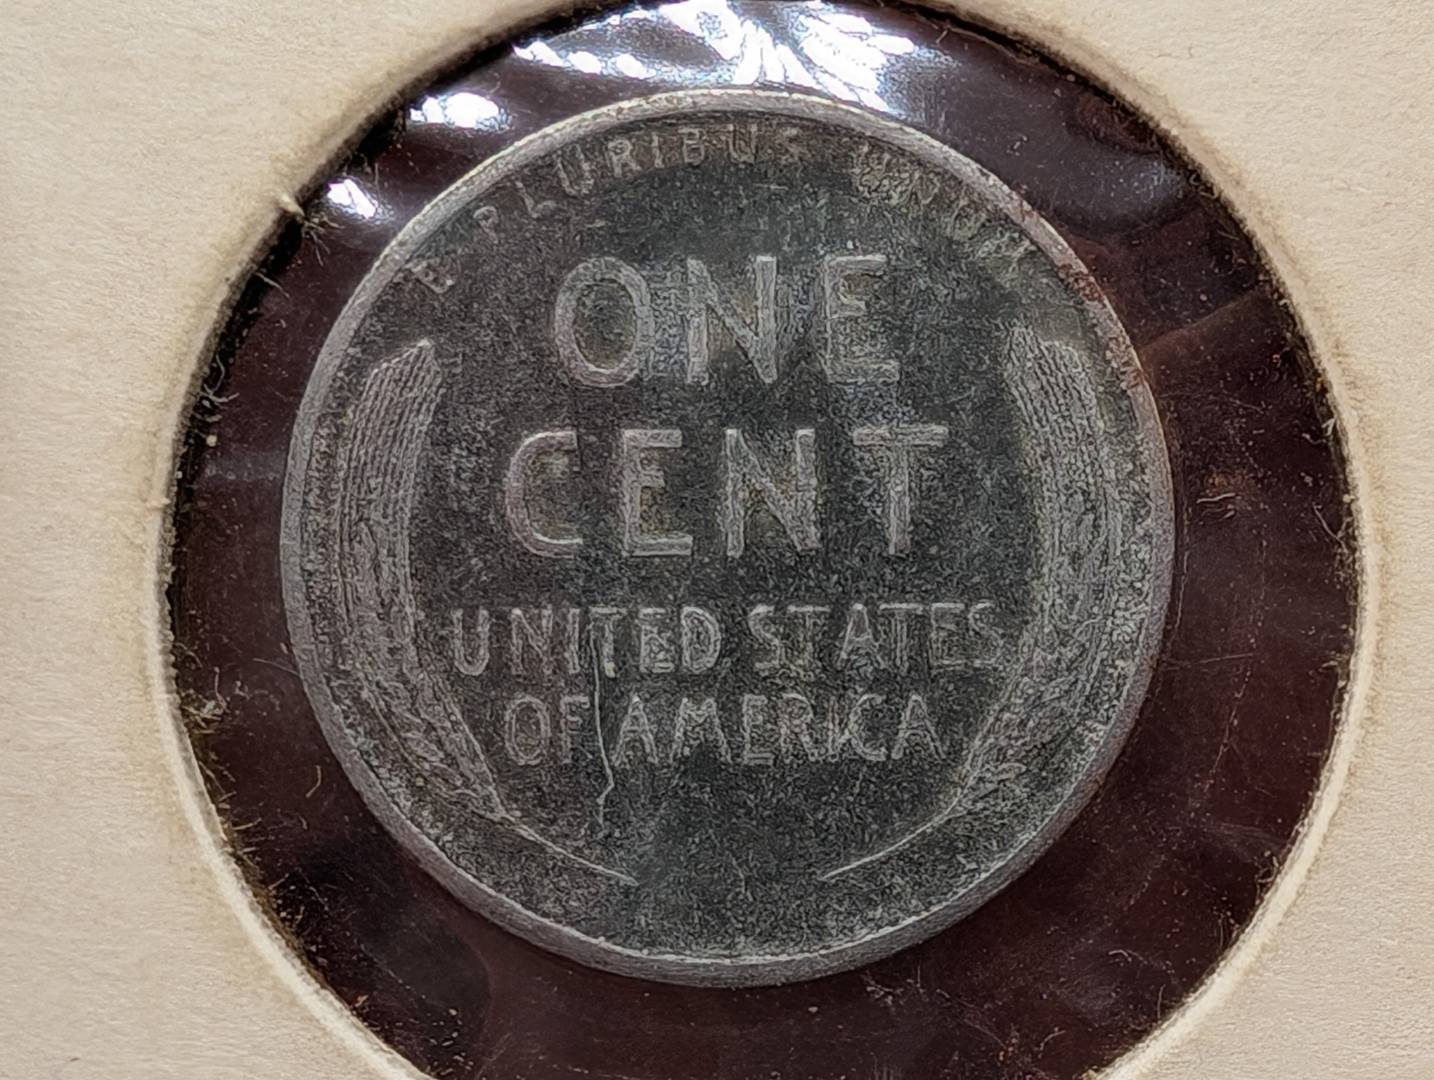 E PLURIBUS UNUM
ONE
CENT
UNITED STATES
OF AMERICA